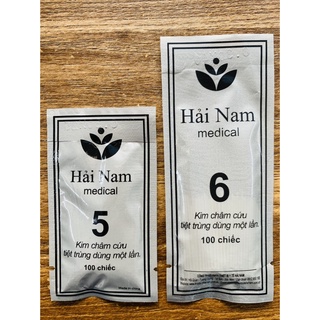 Hải Nam
medical
5
Kim châm cứu
tiệt trùng dùng một lần.
100 chiếc
Hải Nam
medical
6
Kim châm cứu
tiệt trùng dùng một lần.
100 chiếc